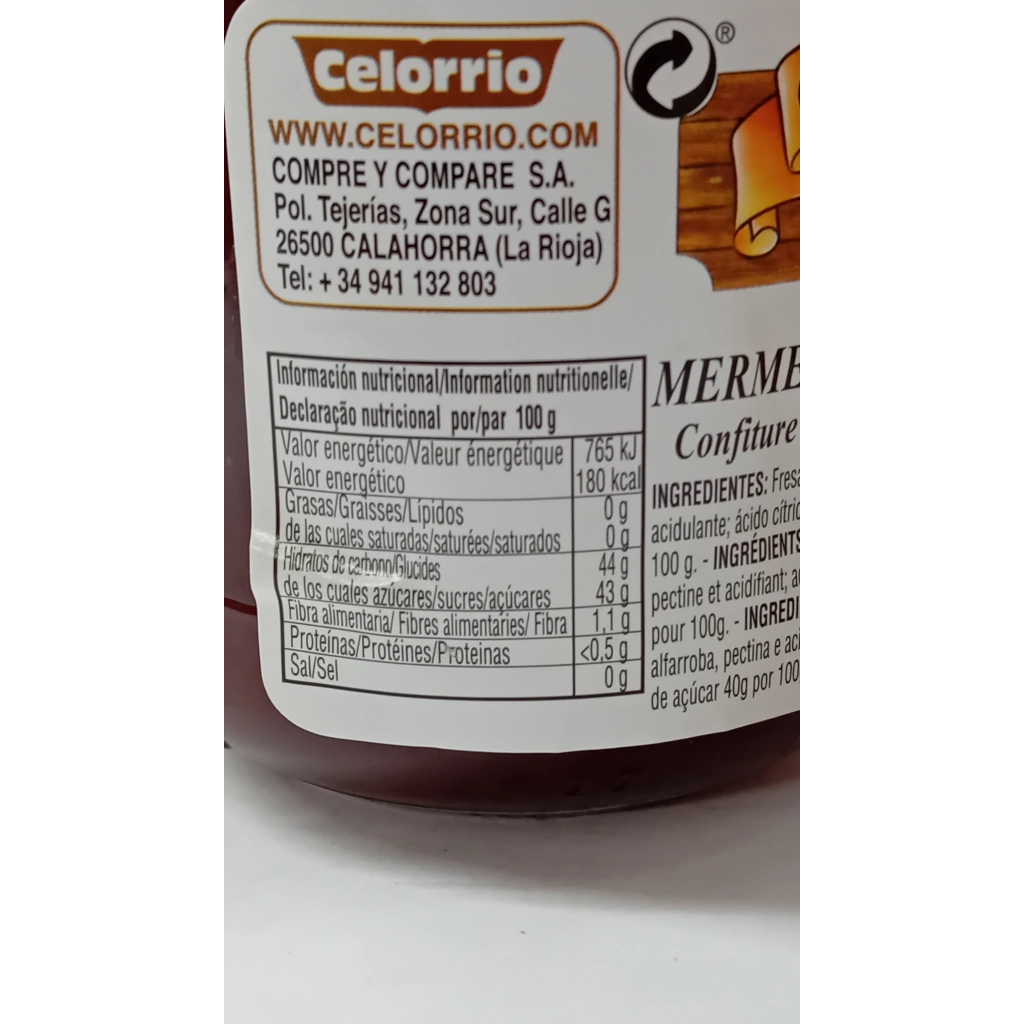 Celorrio
®
WWW.CELORRIO.COM
COMPRE Y COMPARE S.A.
Pol. Tejerías, Zona Sur, Calle G
26500 CALAHORRA (La Rioja)
Tel: + 34 941 132 803
Información nutricional/Information nutritionelle/
Declaração nutricional por/par 100 g
Valor energético/Valeur énergétique 765 kJ
Valor energético 180 kcal
Grasas/Graisses/Lípidos 0 g
de las cuales saturadas/saturées/saturados 0 g
Hidratos de carbono/Glucides 44 g
de los cuales azúcares/sucres/açúcares 43 g
Fibra alimentaria/ Fibres alimentaries/ Fibra 1,1 g
Proteínas/Protéines/Proteinas <0,5 g
Sal/Sel 0 g
MERME
Confiture
INGREDIENTES: Fresa
acidulante; ácido cítric
100 g. - INGRÉDIENTS
pectine et acidifiant; a
pour 100g. - INGREDI
alfarroba, pectina e aci
de açúcar 40g por 100